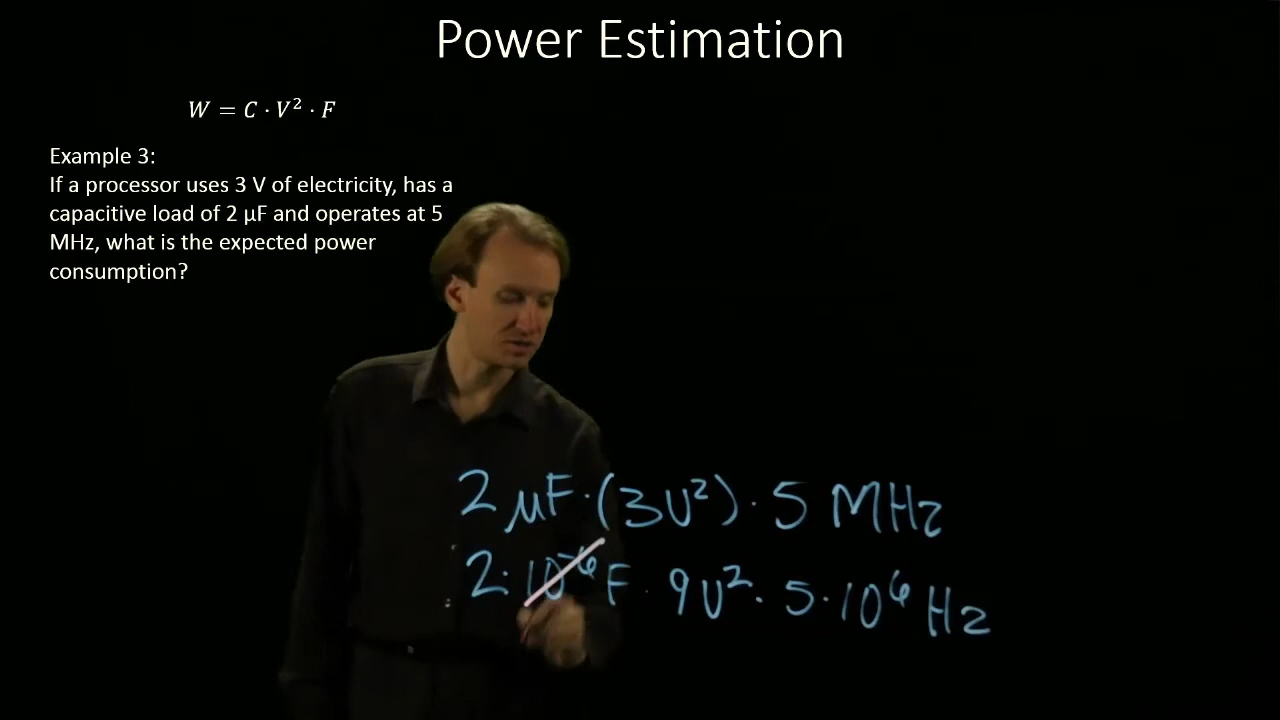 Power Estimation
W = C · V² · F
Example 3:
If a processor uses 3 V of electricity, has a
capacitive load of 2 µF and operates at 5
MHz, what is the expected power
consumption?
2 µF · (3V²) · 5 MHz
2 · 10⁻⁶ F · 9V² · 5 · 10⁶ Hz